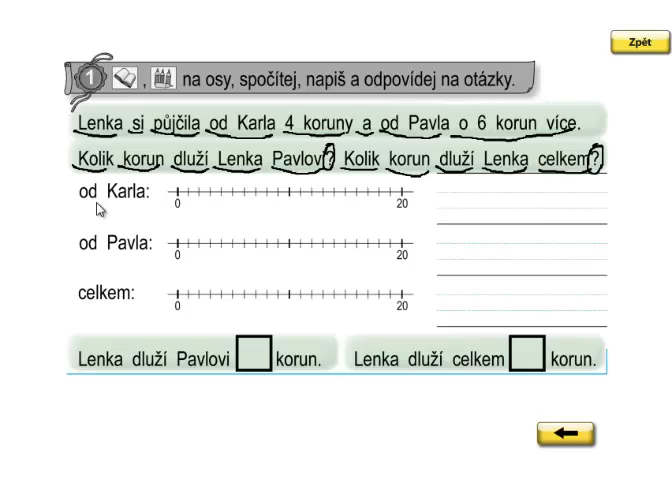 Zpět
1 , na osy, spočítej, napiš a odpovídej na otázky.
Lenka si půjčila od Karla 4 koruny a od Pavla o 6 korun více.
Kolik korun dluží Lenka Pavlovi? Kolik korun dluží Lenka celkem?
od Karla:
0 20
od Pavla:
0 20
celkem:
0 20
Lenka dluží Pavlovi korun. Lenka dluží celkem korun.